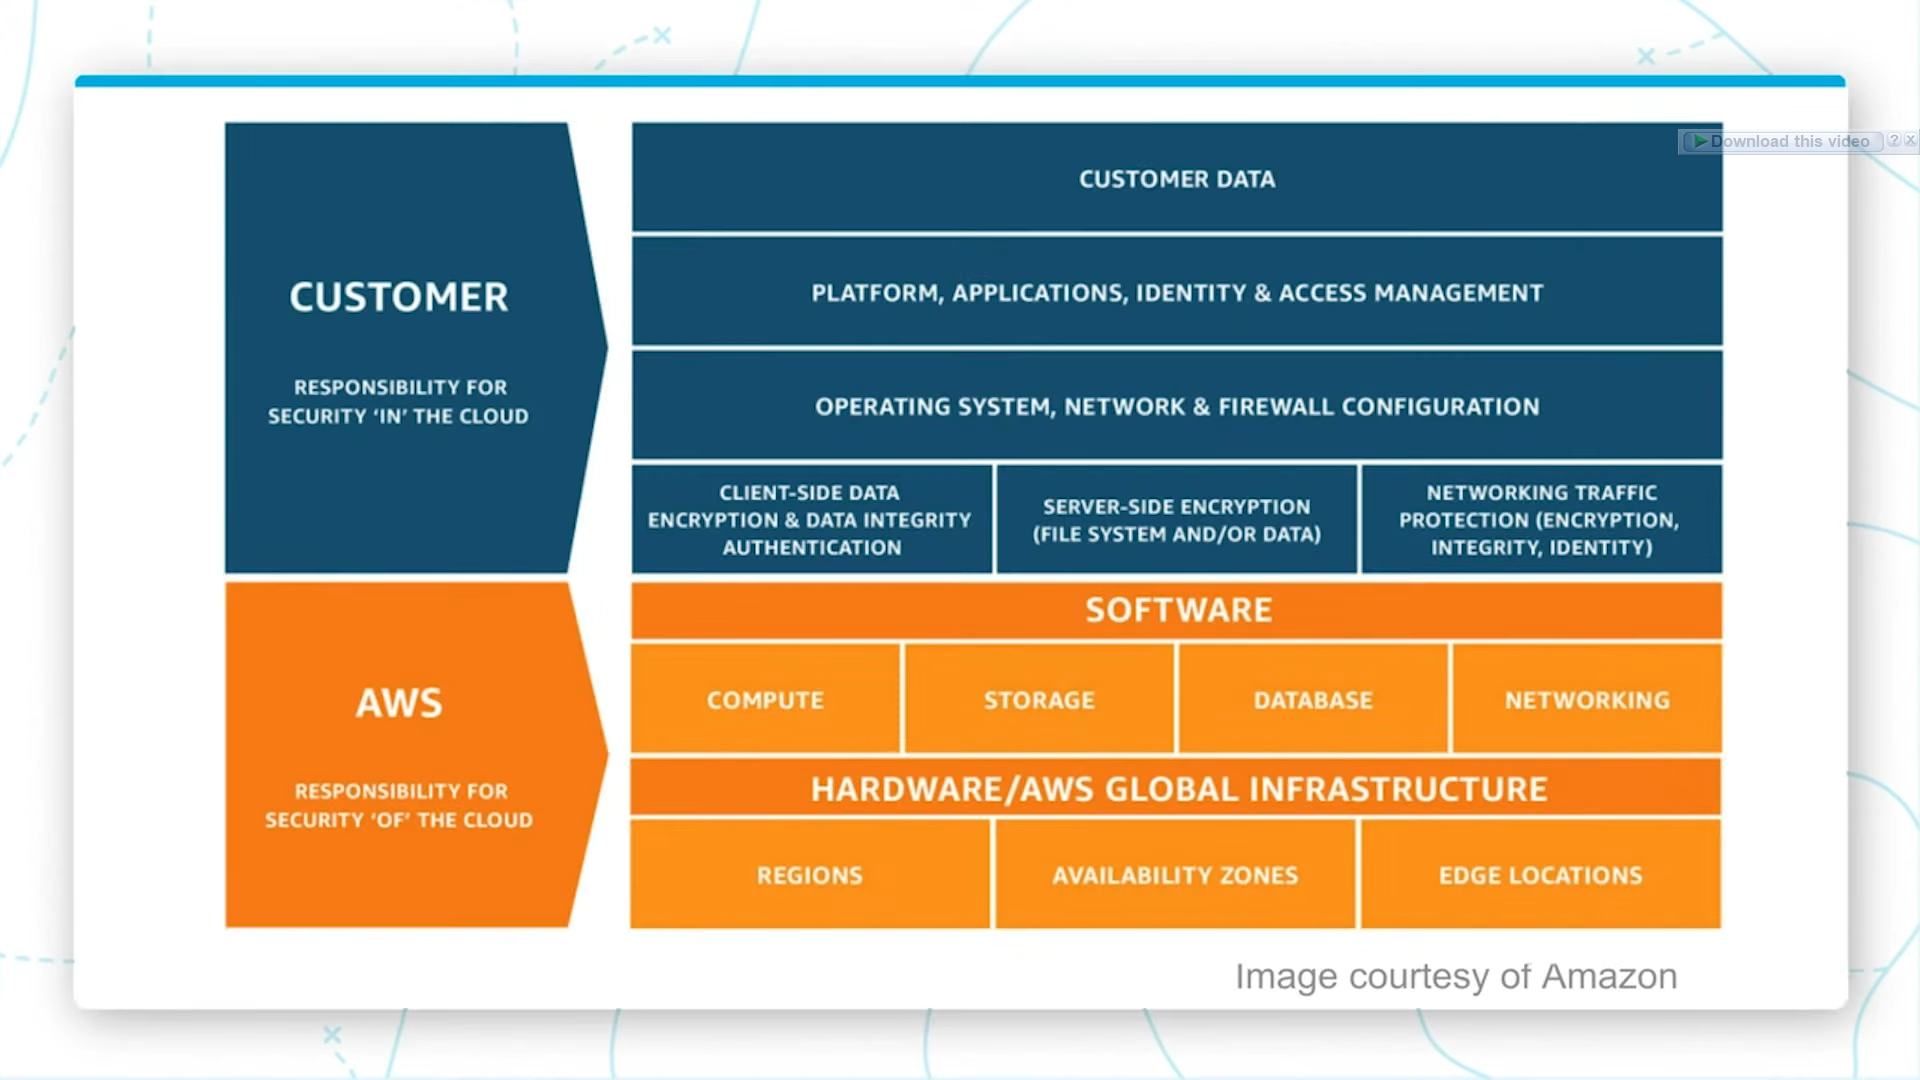 Download this video ? X
CUSTOMER DATA
PLATFORM, APPLICATIONS, IDENTITY & ACCESS MANAGEMENT
CUSTOMER
RESPONSIBILITY FOR
SECURITY ‘IN’ THE CLOUD
OPERATING SYSTEM, NETWORK & FIREWALL CONFIGURATION
CLIENT-SIDE DATA
ENCRYPTION & DATA INTEGRITY
AUTHENTICATION
SERVER-SIDE ENCRYPTION
(FILE SYSTEM AND/OR DATA)
NETWORKING TRAFFIC
PROTECTION (ENCRYPTION,
INTEGRITY, IDENTITY)
AWS
RESPONSIBILITY FOR
SECURITY ‘OF’ THE CLOUD
SOFTWARE
COMPUTE
STORAGE
DATABASE
NETWORKING
HARDWARE/AWS GLOBAL INFRASTRUCTURE
REGIONS
AVAILABILITY ZONES
EDGE LOCATIONS
Image courtesy of Amazon